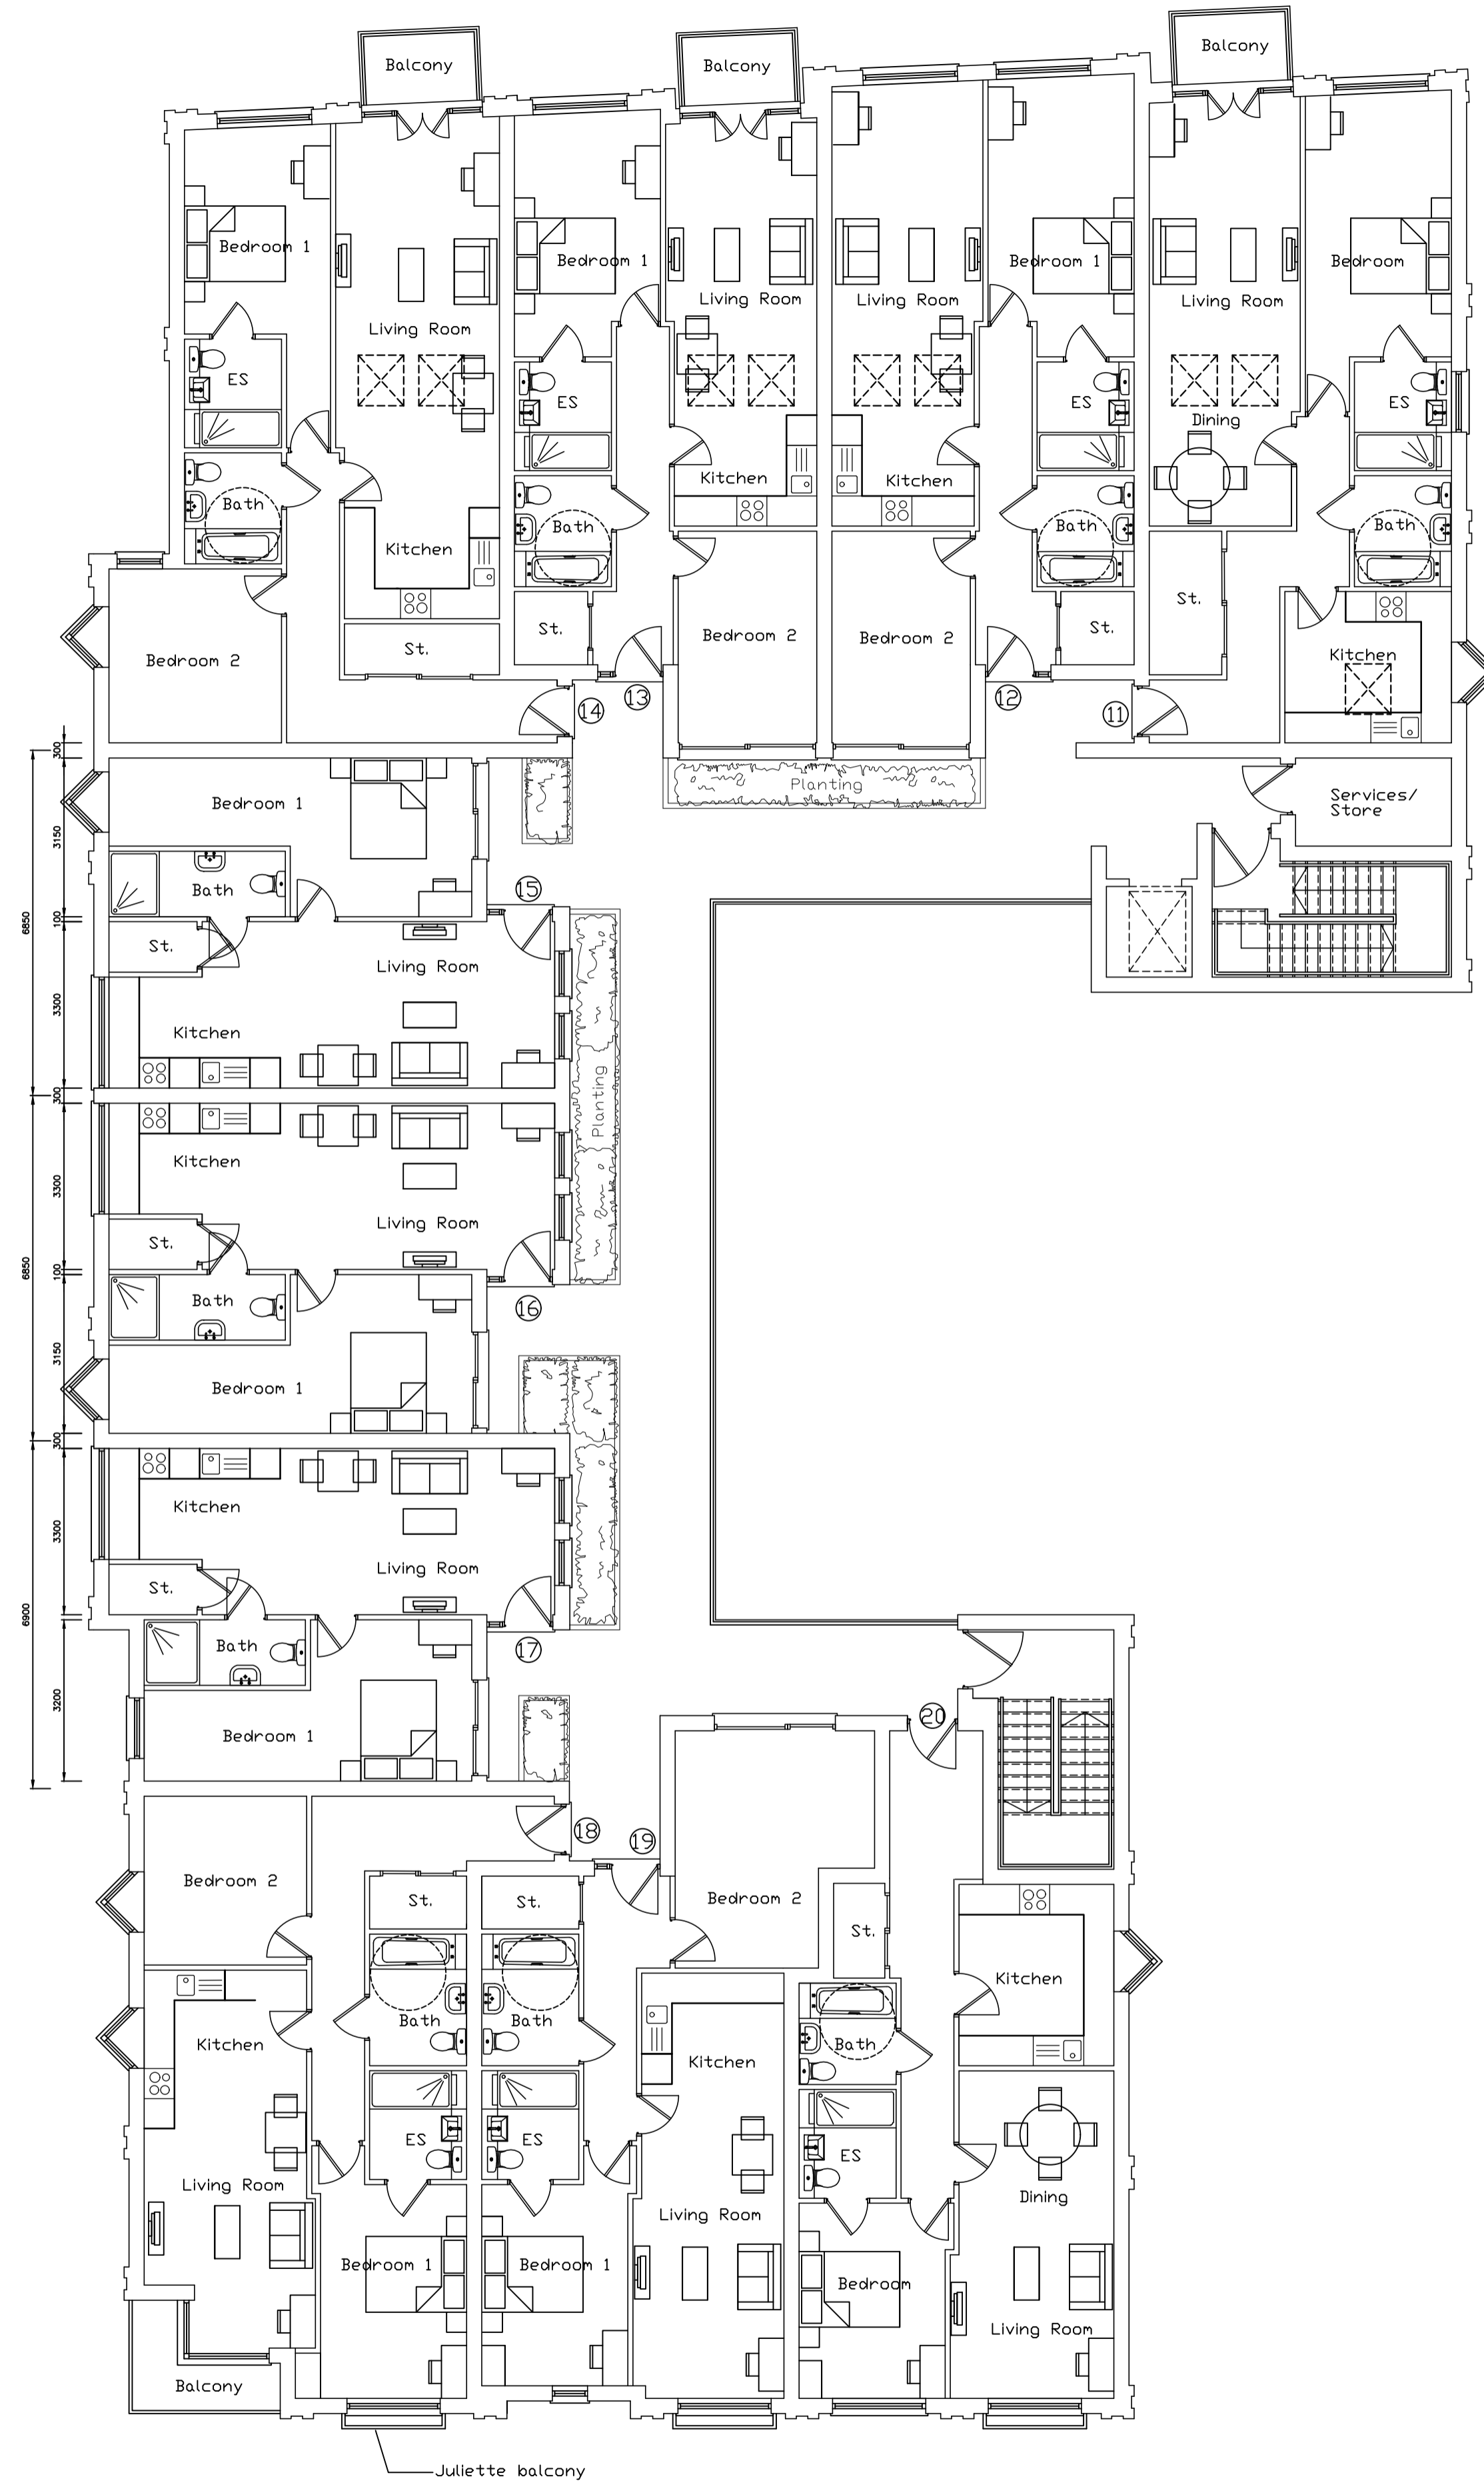 Balcony
Balcony
Balcony
Bedroom 1
Bedroom 1
Bedroom 1
Bedroom
Living Room
Living Room
Living Room
Living Room
ES
ES
ES
ES
Dining
Bath
Kitchen
Kitchen
Bath
Bath
Bath
Kitchen
St.
St.
St.
St.
Bedroom 2
Bedroom 2
Bedroom 2
Kitchen
14
13
12
11
300
Planting
Services/
Store
Bedroom 1
3150
Bath
15
6850
100
St.
Living Room
3300
Kitchen
300
Planting
Kitchen
3300
Living Room
St.
6850
100
Bath
16
3150
Bedroom 1
300
Kitchen
3300
Living Room
St.
6900
17
Bath
3200
Bedroom 1
20
18
19
Bedroom 2
St.
St.
Bedroom 2
St.
Kitchen
Bath
Bath
Kitchen
Kitchen
Bath
ES
ES
ES
Living Room
Dining
Living Room
Bedroom 1
Bedroom 1
Bedroom
Living Room
Balcony
Juliette balcony